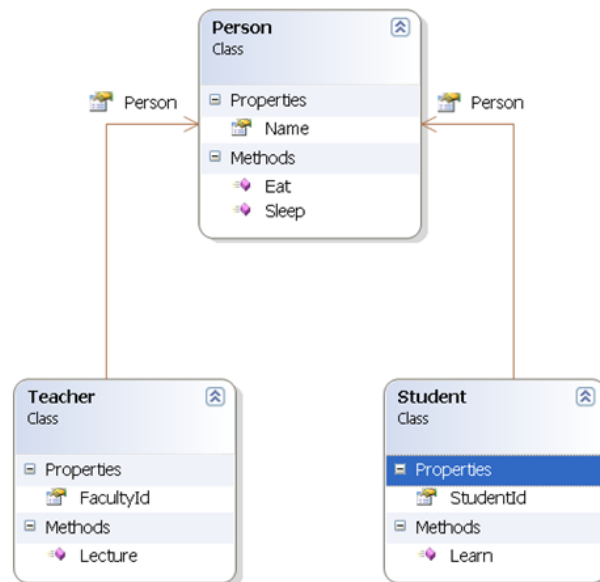 Person
Class
Person
Person
Properties
Name
Methods
Eat
Sleep
Teacher
Class
Properties
FacultyId
Methods
Lecture
Student
Class
Properties
StudentId
Methods
Learn